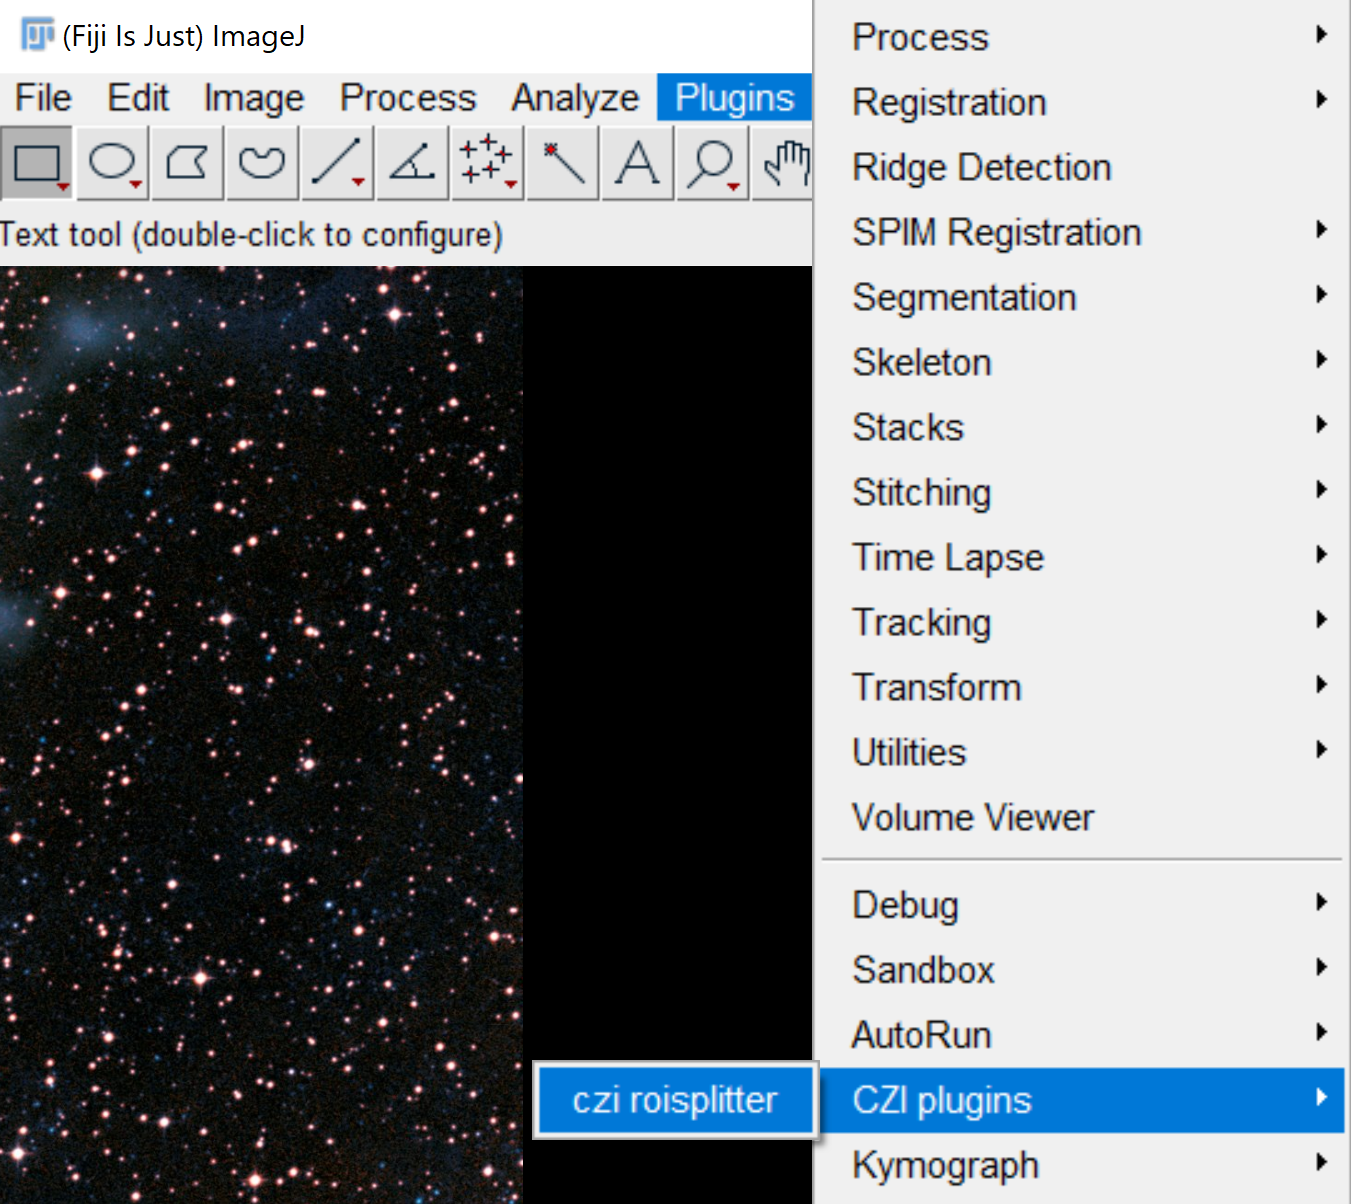 (Fiji Is Just) ImageJ
File Edit Image Process Analyze Plugins
Text tool (double-click to configure)
Process
Registration
Ridge Detection
SPIM Registration
Segmentation
Skeleton
Stacks
Stitching
Time Lapse
Tracking
Transform
Utilities
Volume Viewer
Debug
Sandbox
AutoRun
czi roisplitter
CZI plugins
Kymograph